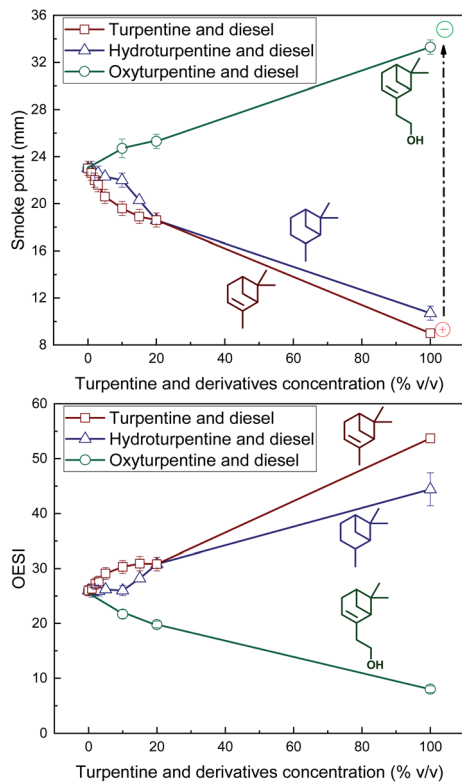 36
32
28
24
20
16
12
8
Smoke point (mm)
Turpentine and diesel
Hydroturpentine and diesel
Oxyturpentine and diesel
OH
−
+
0 20 40 60 80 100
Turpentine and derivatives concentration (% v/v)
60
50
40
30
20
10
0
OESI
Turpentine and diesel
Hydroturpentine and diesel
Oxyturpentine and diesel
OH
0 20 40 60 80 100
Turpentine and derivatives concentration (% v/v)